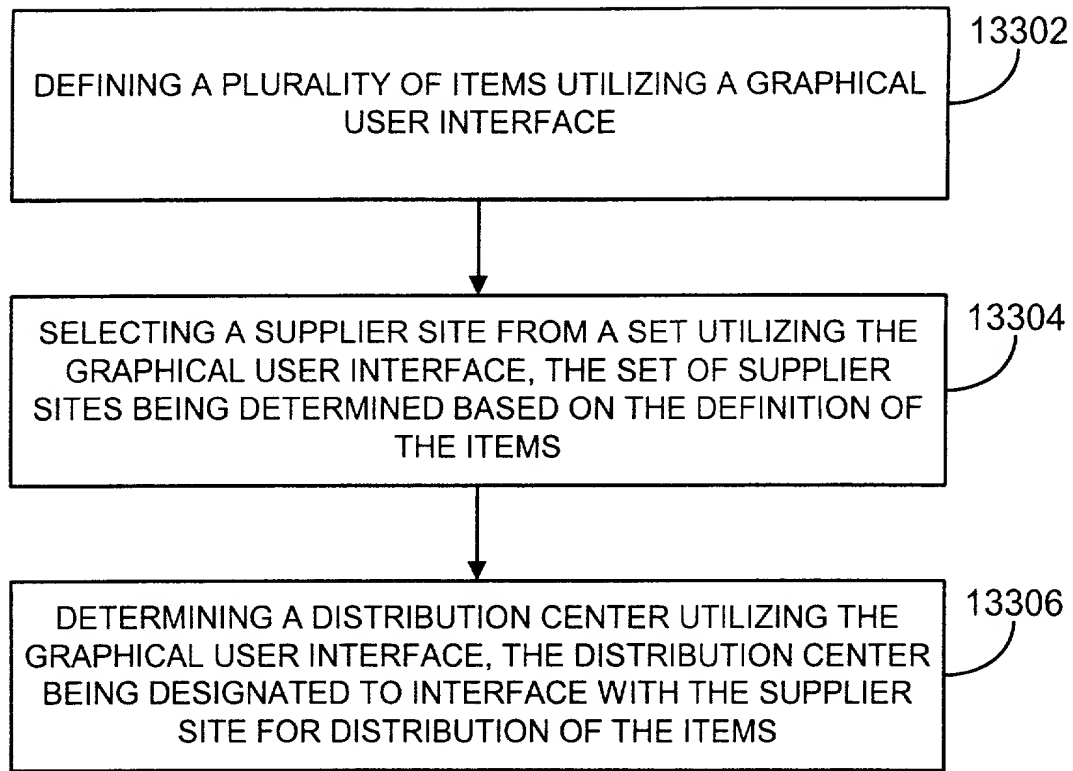 13302
DEFINING A PLURALITY OF ITEMS UTILIZING A GRAPHICAL
USER INTERFACE
13304
SELECTING A SUPPLIER SITE FROM A SET UTILIZING THE
GRAPHICAL USER INTERFACE, THE SET OF SUPPLIER
SITES BEING DETERMINED BASED ON THE DEFINITION OF
THE ITEMS
13306
DETERMINING A DISTRIBUTION CENTER UTILIZING THE
GRAPHICAL USER INTERFACE, THE DISTRIBUTION CENTER
BEING DESIGNATED TO INTERFACE WITH THE SUPPLIER
SITE FOR DISTRIBUTION OF THE ITEMS